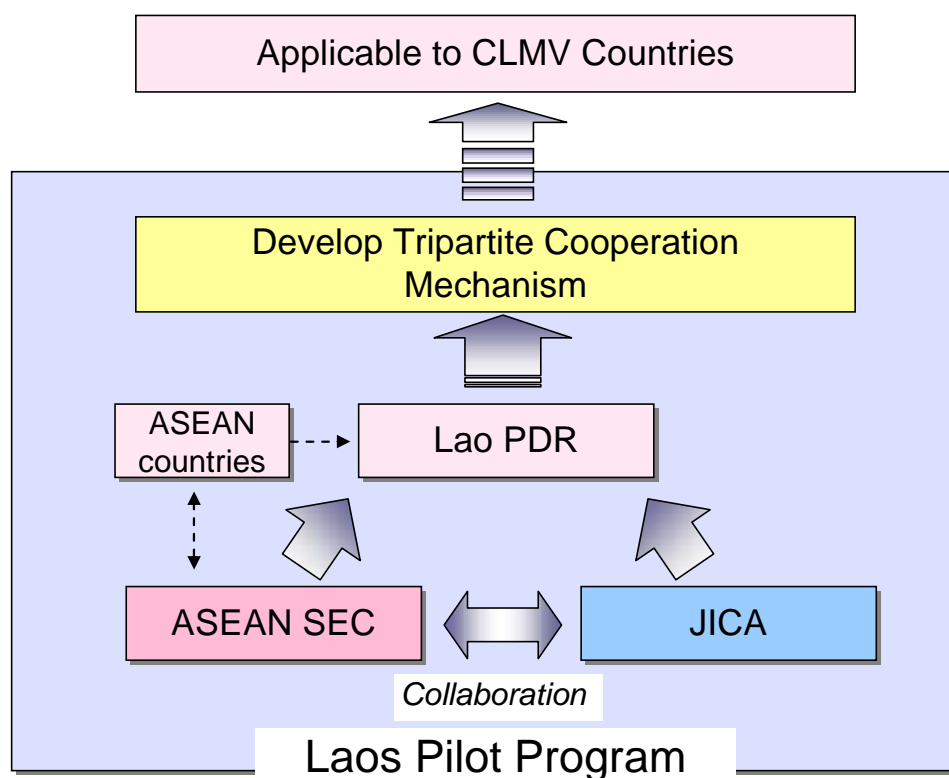 Applicable to CLMV Countries
Develop Tripartite Cooperation
Mechanism
ASEAN
countries
Lao PDR
ASEAN SEC
JICA
Collaboration
Laos Pilot Program